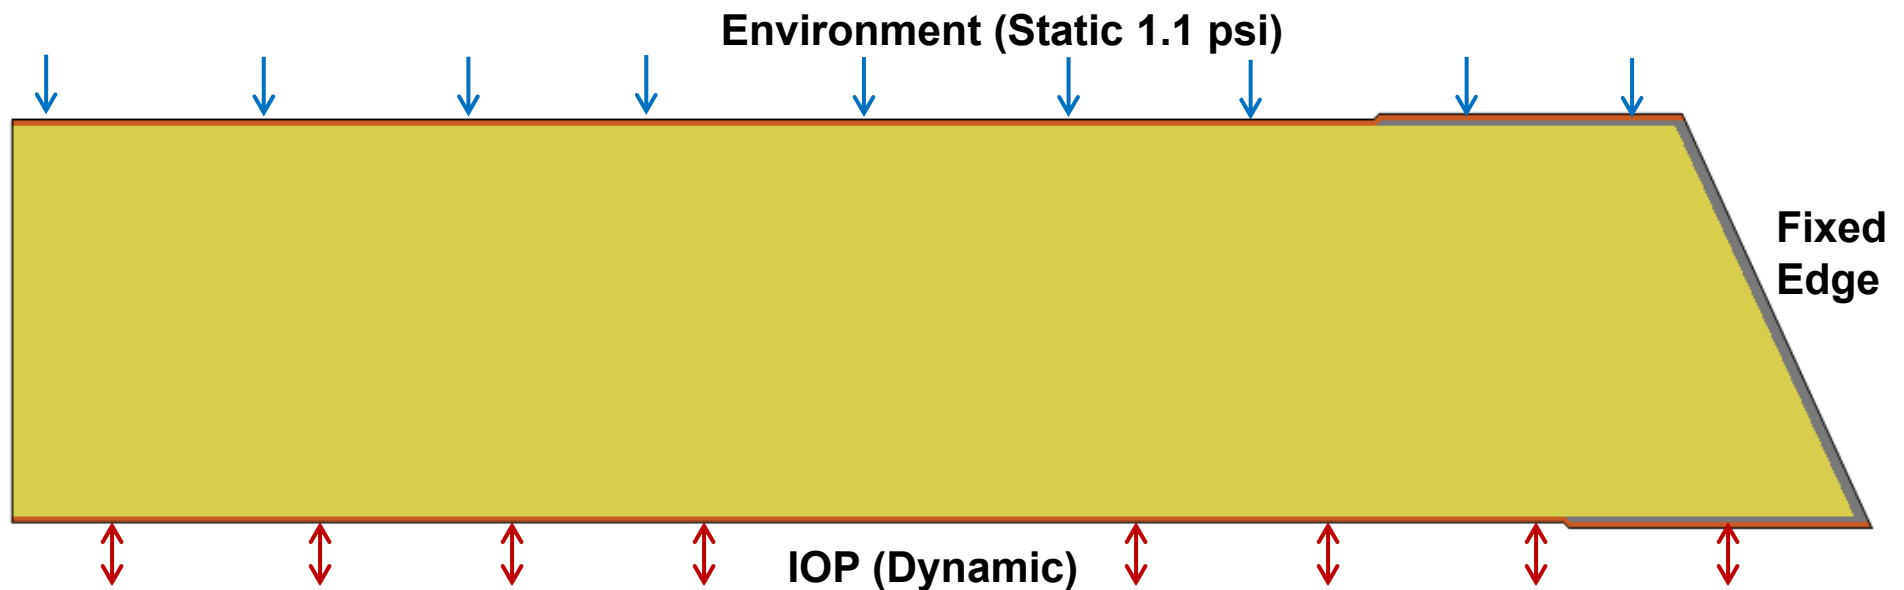 Environment (Static 1.1 psi)
Fixed
Edge
IOP (Dynamic)